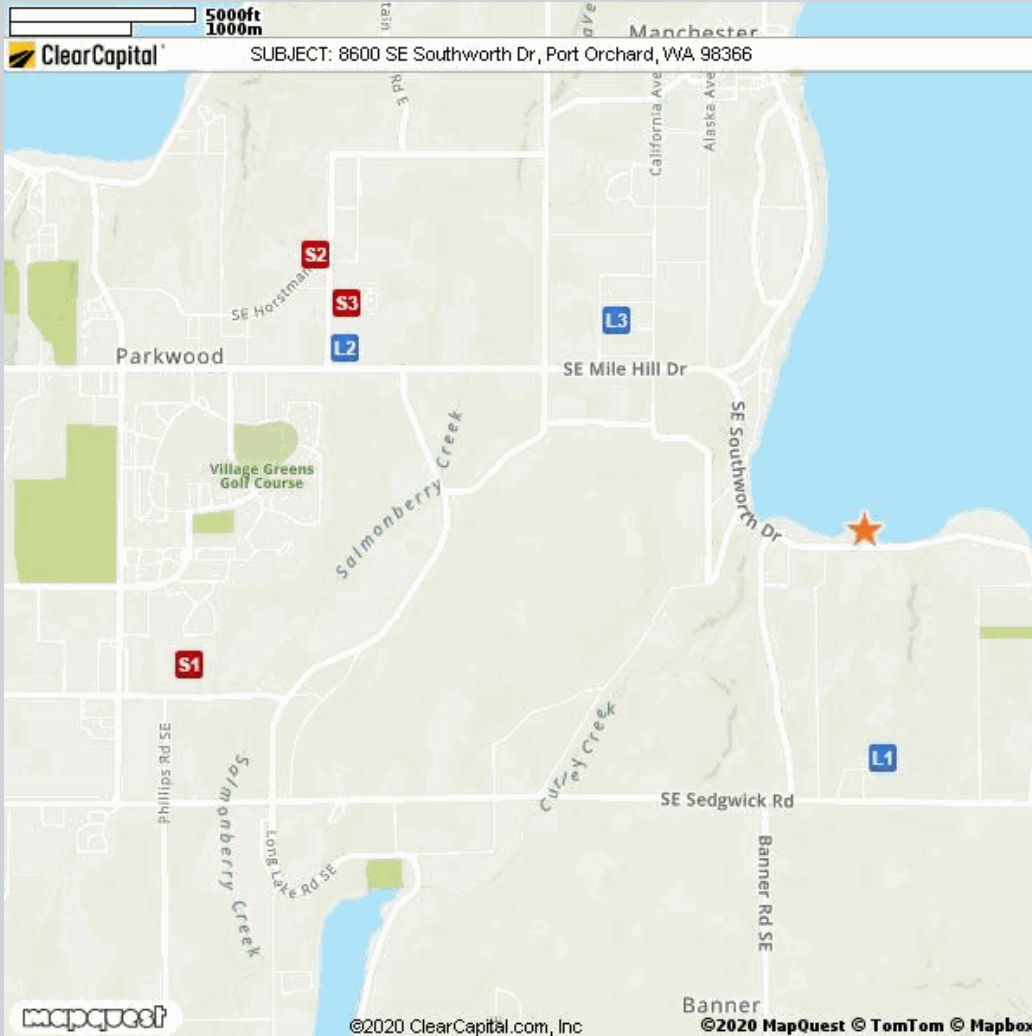 5000ft
1000m
ClearCapital
SUBJECT: 8600 SE Southworth Dr, Port Orchard, WA 98366
Manchester
tain
Rd E
ave
California Ave
Alaska Ave
S2
SE Horstman
S3
L3
L2
Parkwood
SE Mile Hill Dr
SE Southworth Dr
Village Greens
Golf Course
Salmonberry Creek
S1
Phillips Rd SE
Salmonberry Creek
Curley Creek
L1
SE Sedgwick Rd
Long Lake Rd SE
Banner Rd SE
Banner
mapquest
©2020 ClearCapital.com, Inc
©2020 MapQuest © TomTom © Mapbox